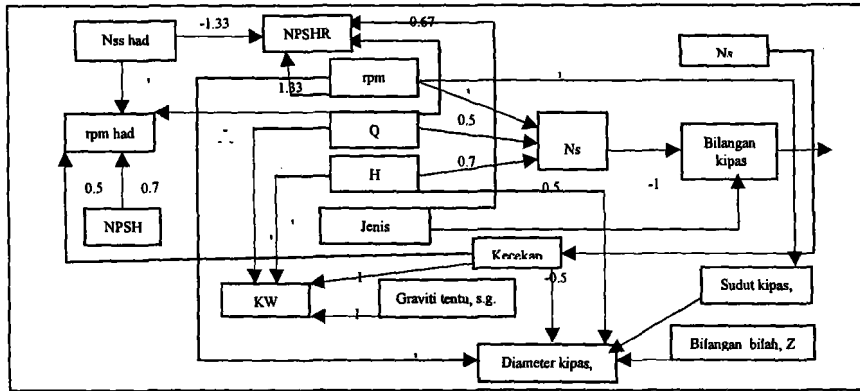 -1.33
0.67
Nss had
NPSHR
Ns
rpm
1.33
rpm had
Q
0.5
Ns
Bilangan
kipas
0.7
H
0.5
0.7
0.5
-1
NPSH
Jenis
Kecekan
1
-0.5
KW
Graviti tentu, s.g.
Sudut kipas,
1
Bilangan bilah, Z
Diameter kipas,